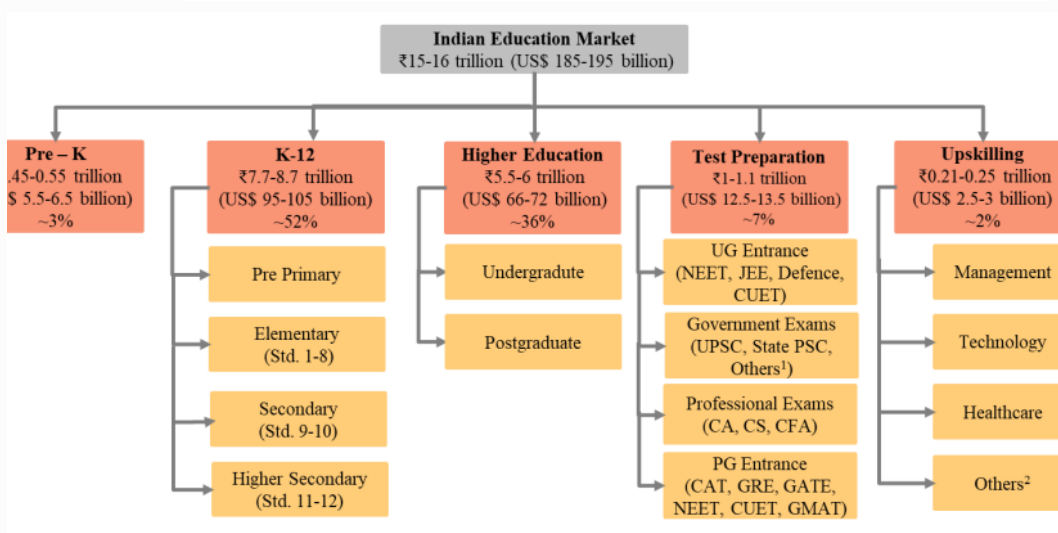 Indian Education Market
₹15-16 trillion (US$ 185-195 billion)
Pre – K
.45-0.55 trillion
$ 5.5-6.5 billion)
~3%
K-12
₹7.7-8.7 trillion
(US$ 95-105 billion)
~52%
Higher Education
₹5.5-6 trillion
(US$ 66-72 billion)
~36%
Test Preparation
₹1-1.1 trillion
(US$ 12.5-13.5 billion)
~7%
Upskilling
₹0.21-0.25 trillion
(US$ 2.5-3 billion)
~2%
Pre Primary
Elementary
(Std. 1-8)
Secondary
(Std. 9-10)
Higher Secondary
(Std. 11-12)
Undergradute
Postgraduate
UG Entrance
(NEET, JEE, Defence,
CUET)
Government Exams
(UPSC, State PSC,
Others¹)
Professional Exams
(CA, CS, CFA)
PG Entrance
(CAT, GRE, GATE,
NEET, CUET, GMAT)
Management
Technology
Healthcare
Others²